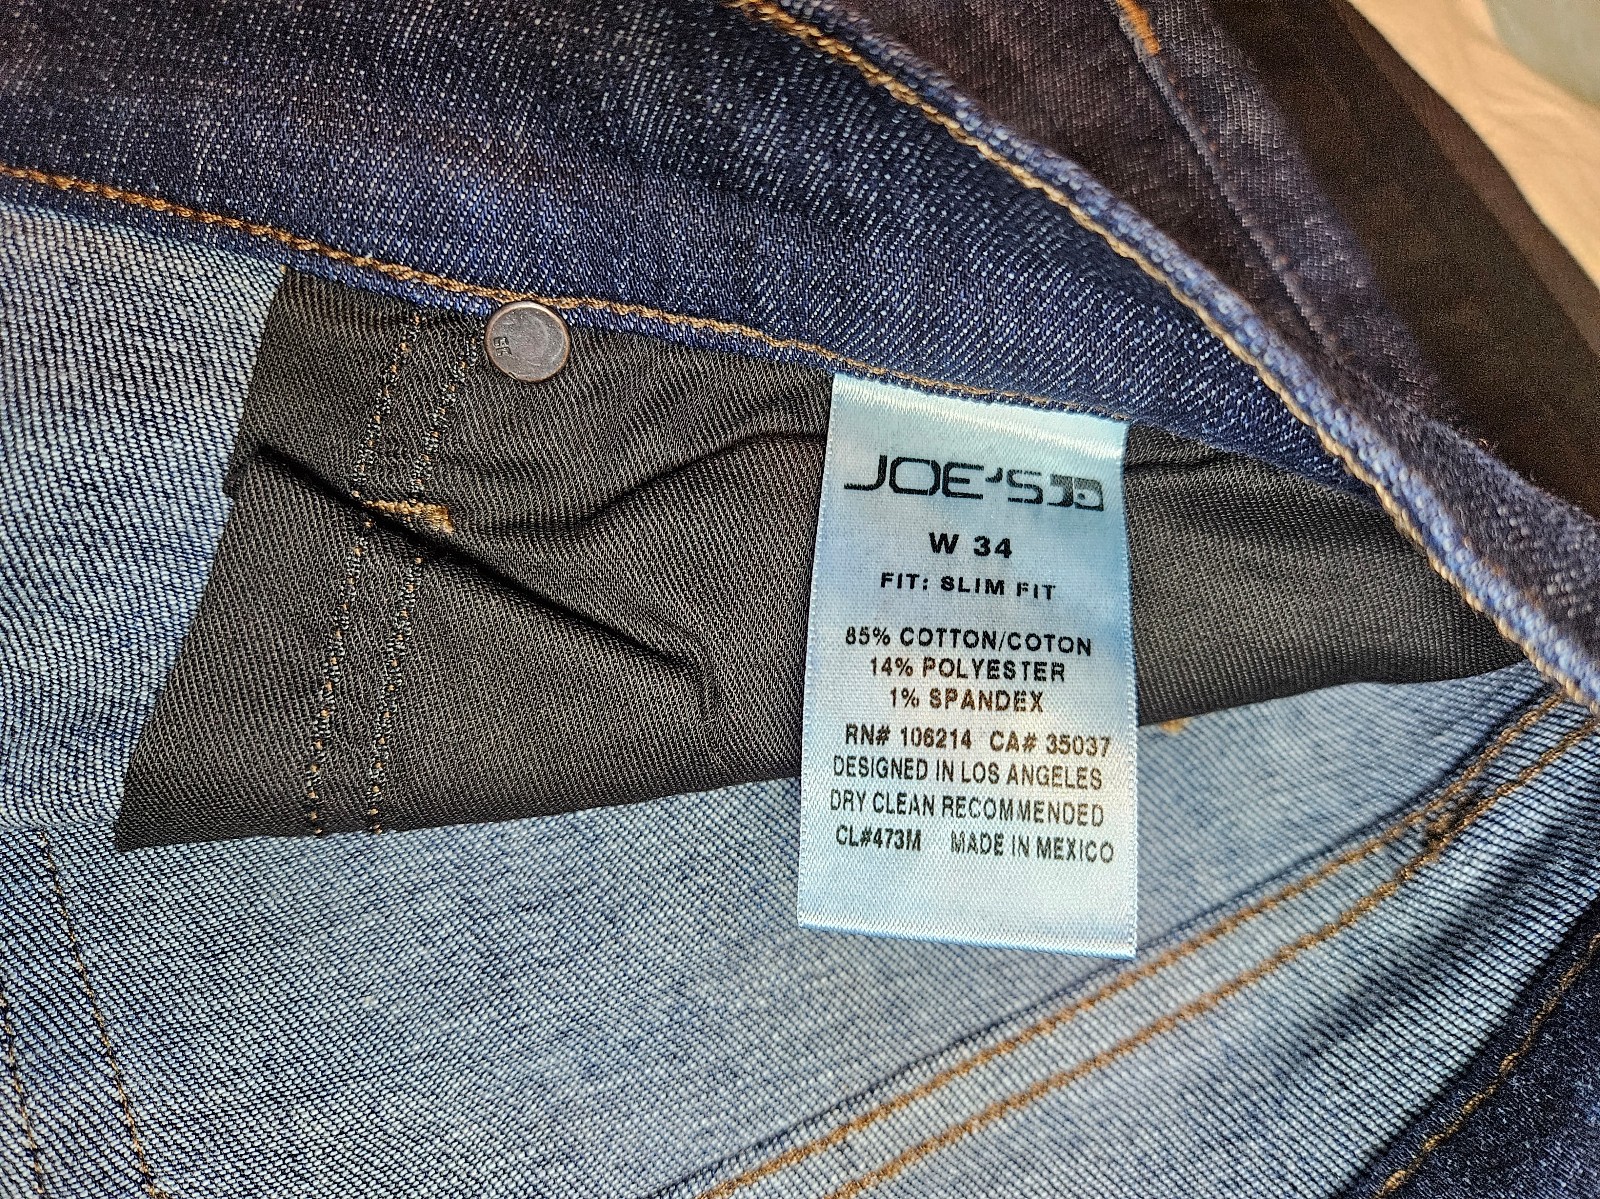 JOE'S
W 34
FIT: SLIM FIT
85% COTTON/COTON
14% POLYESTER
1% SPANDEX
RN# 106214 CA# 35037
DESIGNED IN LOS ANGELES
DRY CLEAN RECOMMENDED
CL#473M MADE IN MEXICO